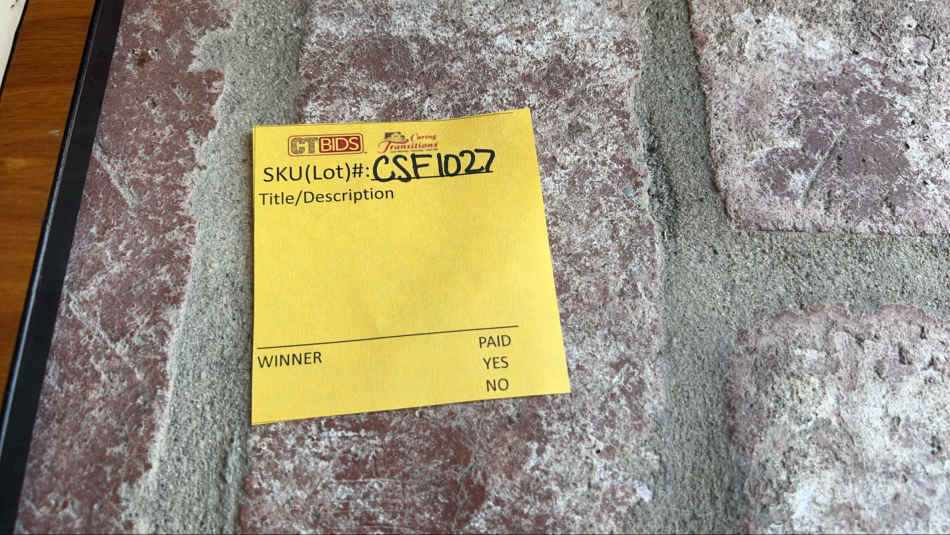 CTBIDS
Caring
Transitions
SKU(Lot)#: CSF1027
Title/Description
WINNER
PAID
YES
NO